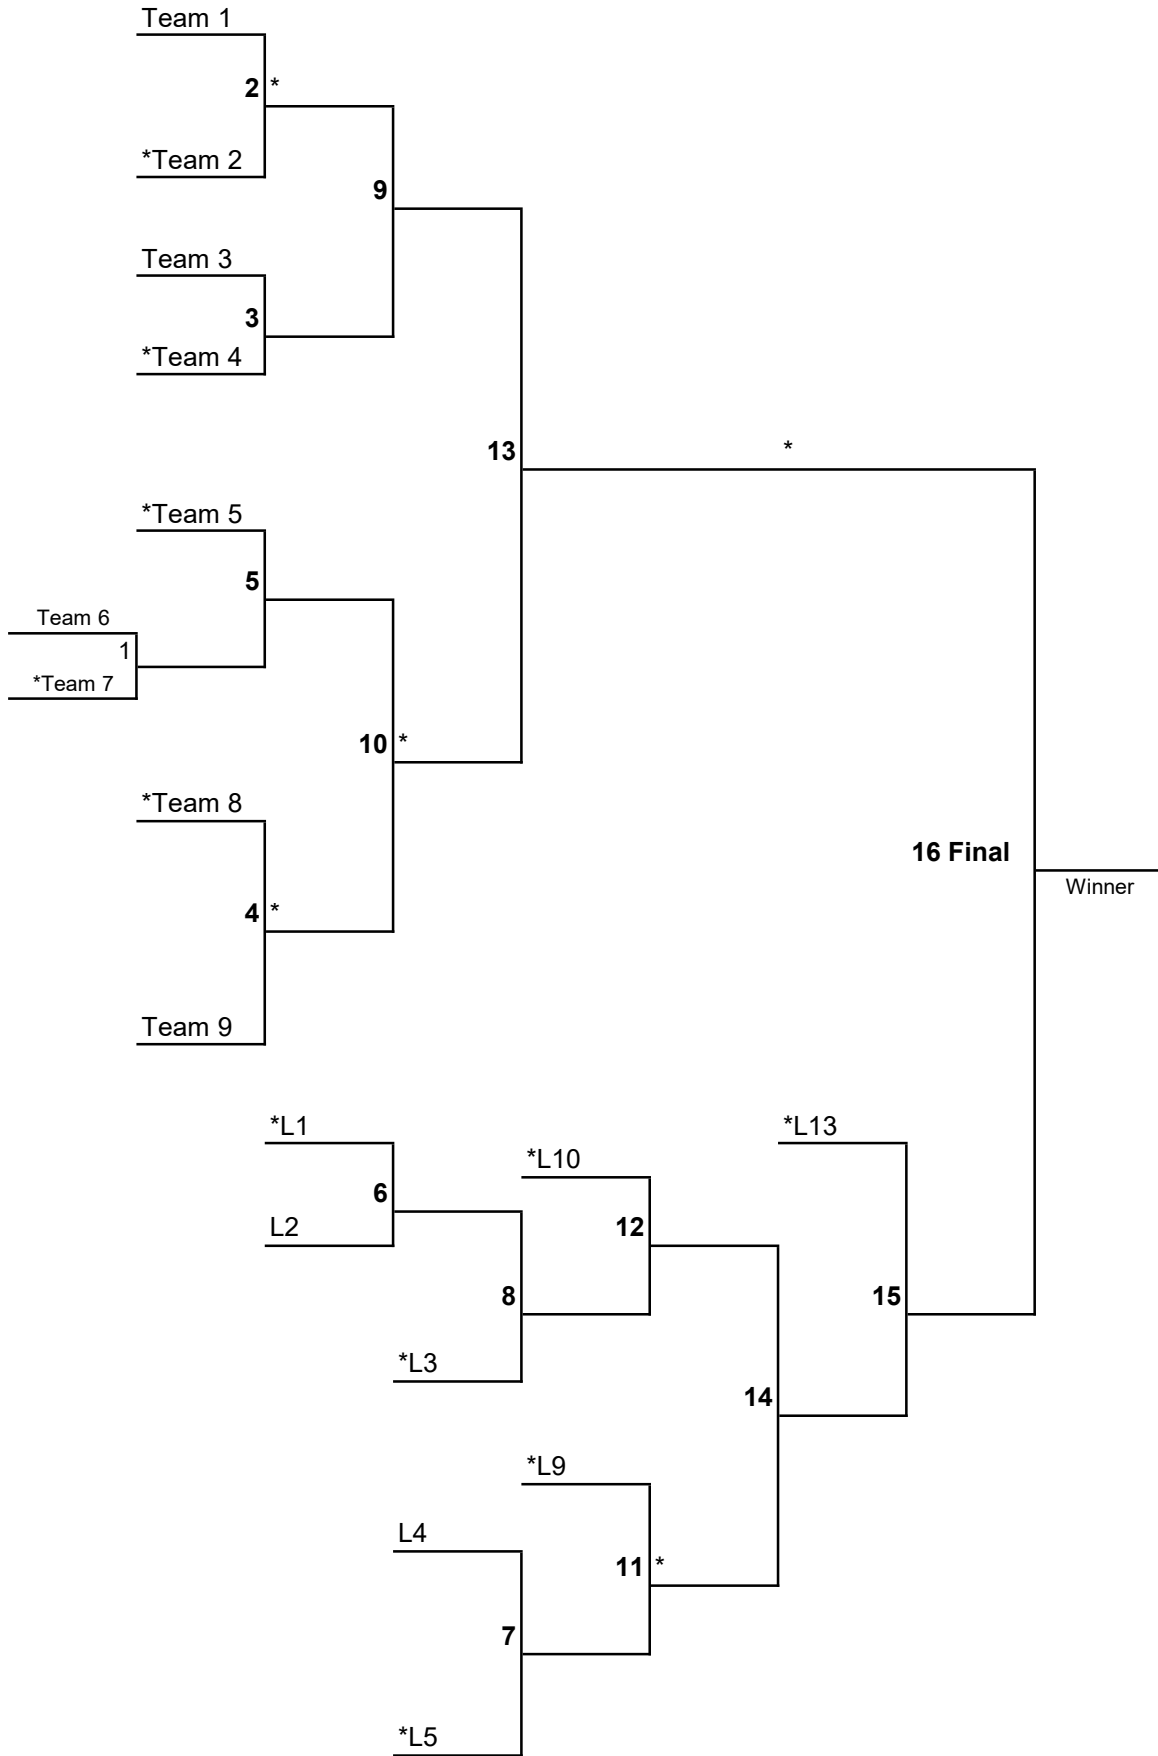 Team 1
2 *
*Team 2
9
Team 3
3
*Team 4
13
*
*Team 5
5
Team 6
1
*Team 7
10 *
*Team 8
16 Final
Winner
4 *
Team 9
*L1
*L13
*L10
6
L2
12
8
15
*L3
14
*L9
L4
11 *
7
*L5